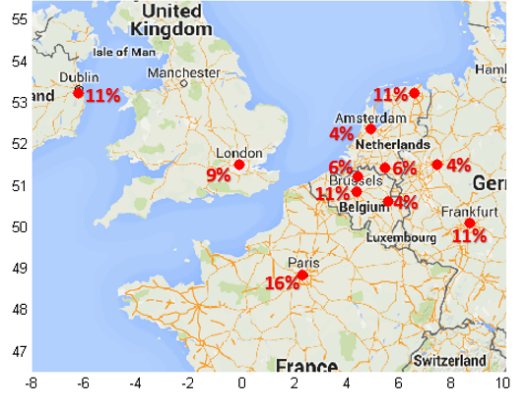 55
United
Kingdom
54
Isle of Man
Dublin
Manchester
Haml
53
and
11%
11%
Amsterdam
4%
52
Netherlands
London
9%
6%
6%
4%
51
Brussels
Ger
11%
Belgium
4%
Frankfurt
50
Luxembourg
11%
49
Paris
16%
48
47
France
Switzerland
-8
-6
-4
-2
0
2
4
6
8
10